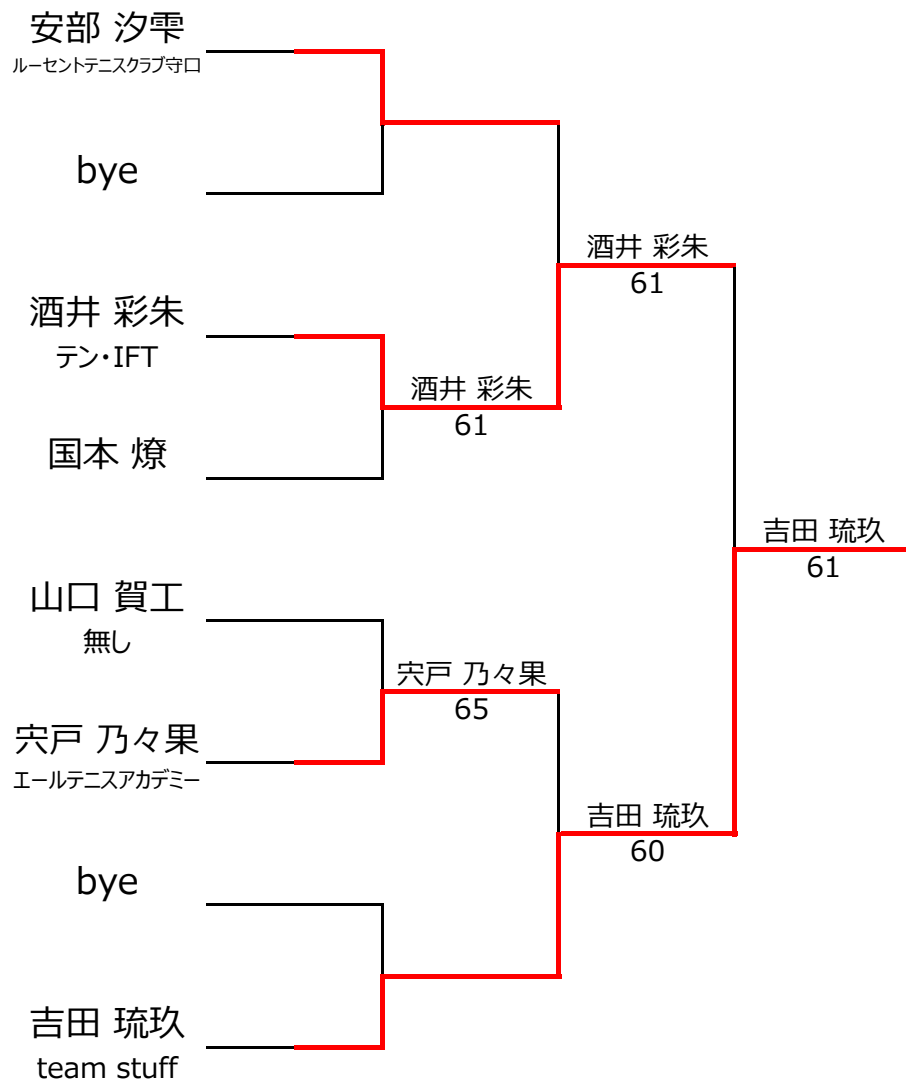 安部 汐雫
ルーセントテニスクラブ守口
bye
酒井 彩朱
61
酒井 彩朱
テン・IFT
酒井 彩朱
61
国本 燎
吉田 琉玖
61
山口 賀工
無し
宍戸 乃々果
65
宍戸 乃々果
エールテニスアカデミー
吉田 琉玖
60
bye
吉田 琉玖
team stuff